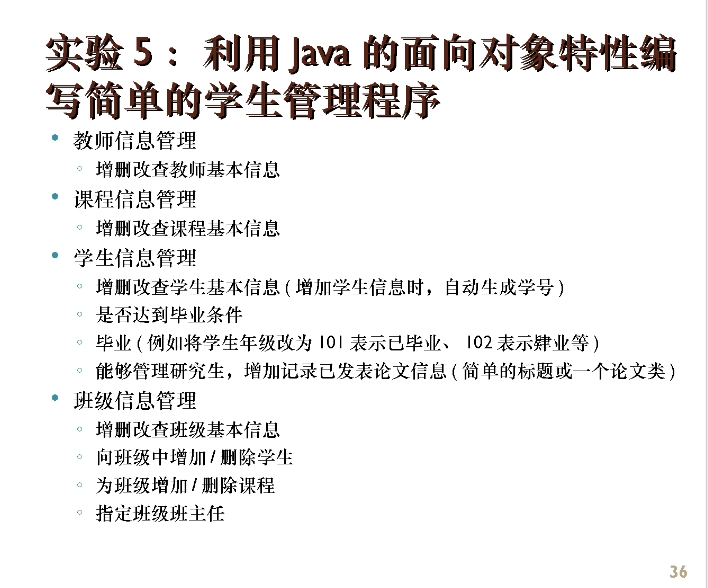 实验 5 : 利用 Java 的面向对象特性编
写简单的学生管理程序
• 教师信息管理
◦ 增删改查教师基本信息
• 课程信息管理
◦ 增删改查课程基本信息
• 学生信息管理
◦ 增删改查学生基本信息 ( 增加学生信息时，自动生成学号 )
◦ 是否达到毕业条件
◦ 毕业 ( 例如将学生年级改为 101 表示已毕业、 102 表示肄业等 )
◦ 能够管理研究生，增加记录已发表论文信息 ( 简单的标题或一个论文类 )
• 班级信息管理
◦ 增删改查班级基本信息
◦ 向班级中增加 / 删除学生
◦ 为班级增加 / 删除课程
◦ 指定班级班主任
36